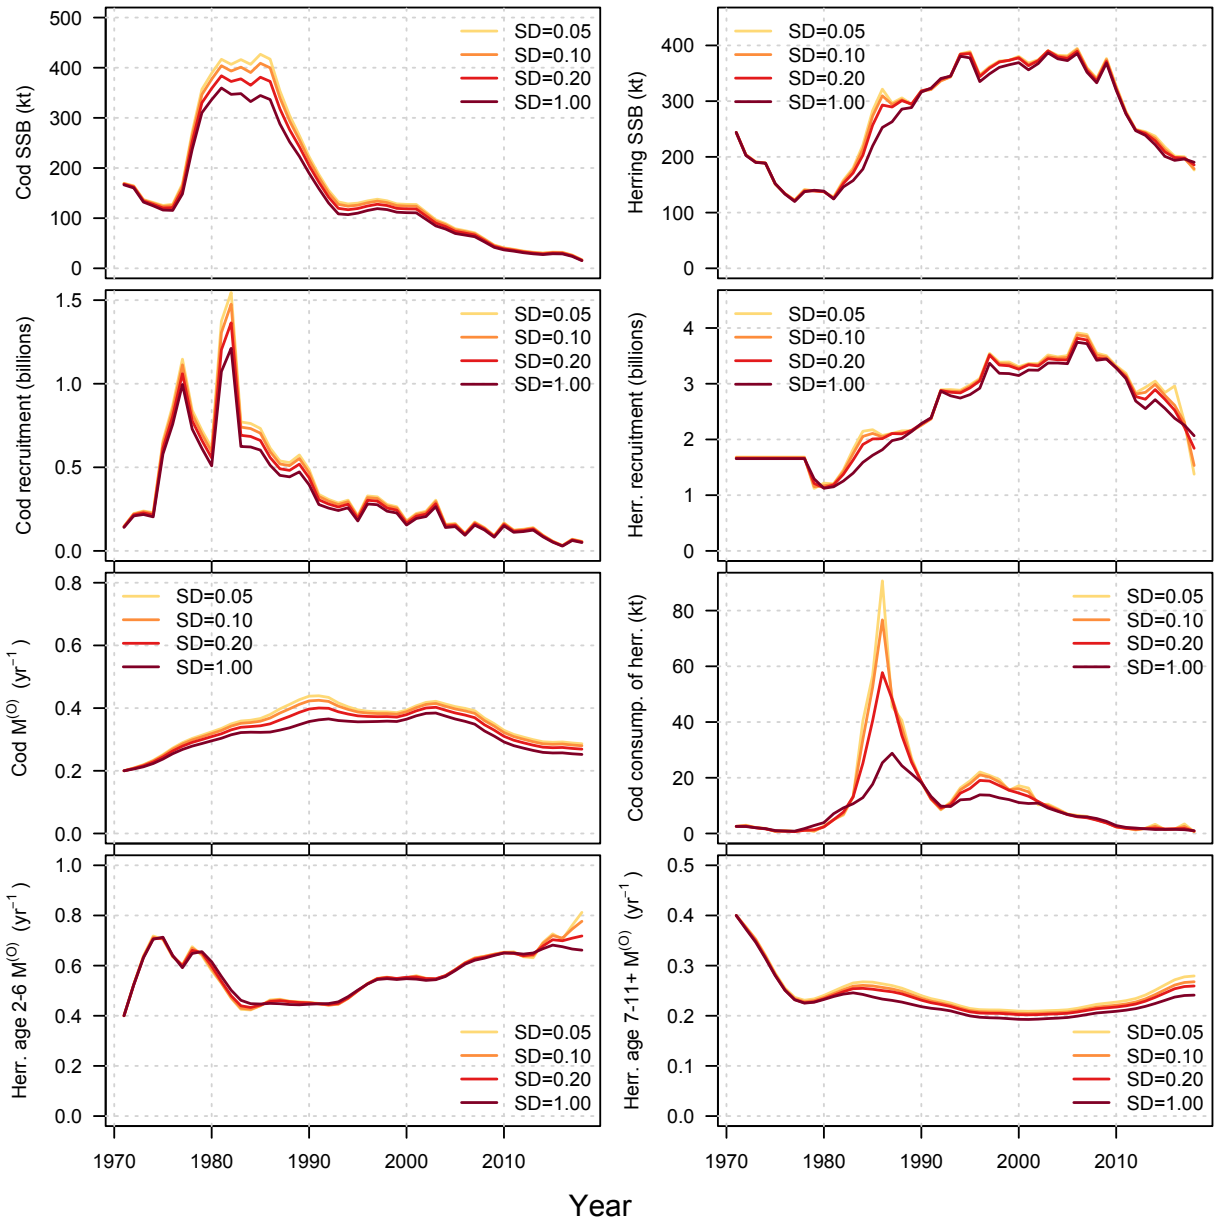 Cod SSB (kt)
500
400
300
200
100
0
SD=0.05
SD=0.10
SD=0.20
SD=1.00
Herring SSB (kt)
400
300
200
100
0
SD=0.05
SD=0.10
SD=0.20
SD=1.00
Cod recruitment (billions)
1.5
1.0
0.5
0.0
SD=0.05
SD=0.10
SD=0.20
SD=1.00
Herr. recruitment (billions)
4
3
2
1
0
SD=0.05
SD=0.10
SD=0.20
SD=1.00
Cod M⁽ᴼ⁾ (yr⁻¹)
0.8
0.6
0.4
0.2
0.0
SD=0.05
SD=0.10
SD=0.20
SD=1.00
Cod consump. of herr. (kt)
80
60
40
20
0
SD=0.05
SD=0.10
SD=0.20
SD=1.00
Herr. age 2-6 M⁽ᴼ⁾ (yr⁻¹)
1.0
0.8
0.6
0.4
0.2
0.0
SD=0.05
SD=0.10
SD=0.20
SD=1.00
1970 1980 1990 2000 2010
Herr. age 7-11+ M⁽ᴼ⁾ (yr⁻¹)
0.5
0.4
0.3
0.2
0.1
0.0
SD=0.05
SD=0.10
SD=0.20
SD=1.00
1970 1980 1990 2000 2010
Year